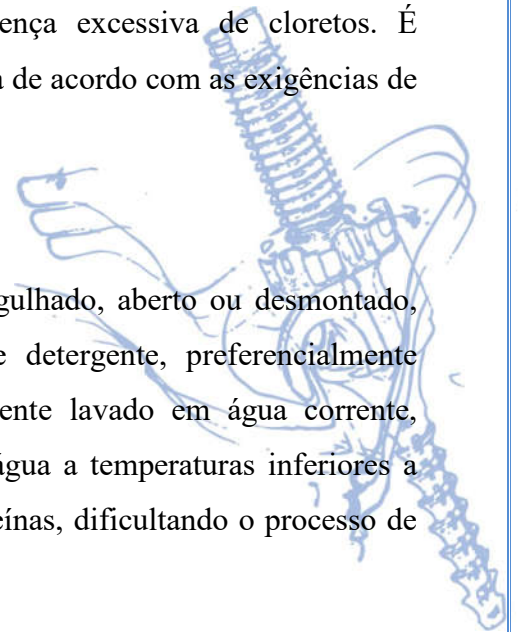 ença excessiva de cloretos. É
a de acordo com as exigências de
gulhado, aberto ou desmontado,
e detergente, preferencialmente
ente lavado em água corrente,
água a temperaturas inferiores a
eínas, dificultando o processo de